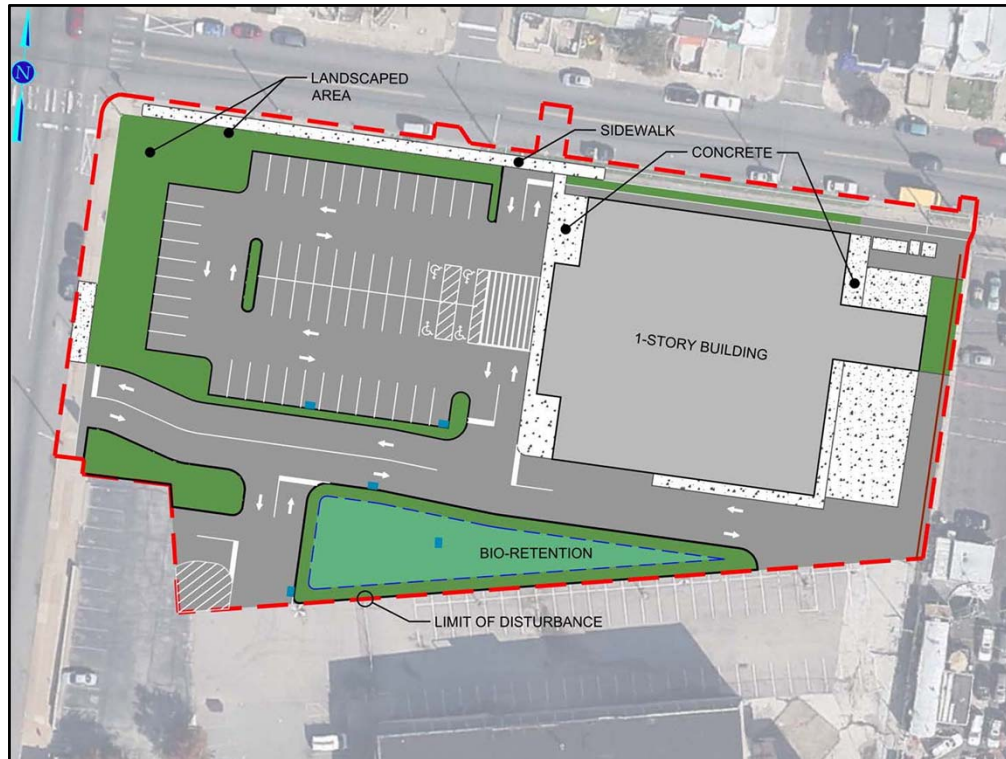 N
LANDSCAPED
AREA
SIDEWALK
CONCRETE
1-STORY BUILDING
BIO-RETENTION
LIMIT OF DISTURBANCE